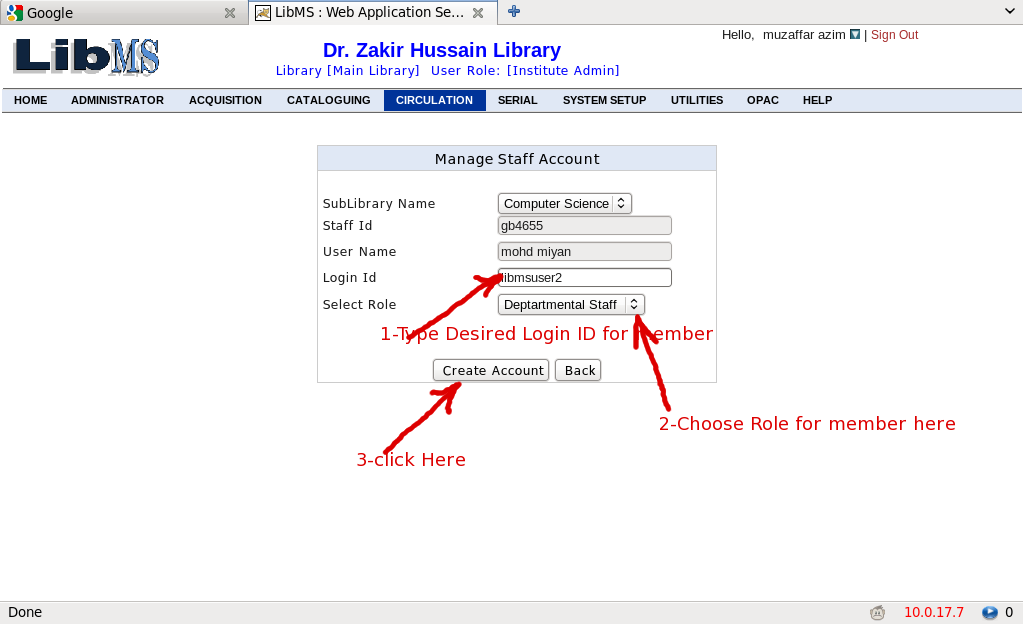 Google
LibMS : Web Application Se...
LibMS
Dr. Zakir Hussain Library
Library [Main Library] User Role: [Institute Admin]
Hello, muzaffar azim | Sign Out
HOME ADMINISTRATOR ACQUISITION CATALOGUING CIRCULATION SERIAL SYSTEM SETUP UTILITIES OPAC HELP
Manage Staff Account
SubLibrary Name Computer Science
Staff Id gb4655
User Name mohd miyan
Login Id libmsuser2
Select Role Deptartmental Staff
1-Type Desired Login ID for member
Create Account Back
2-Choose Role for member here
3-click Here
Done 10.0.17.7 0